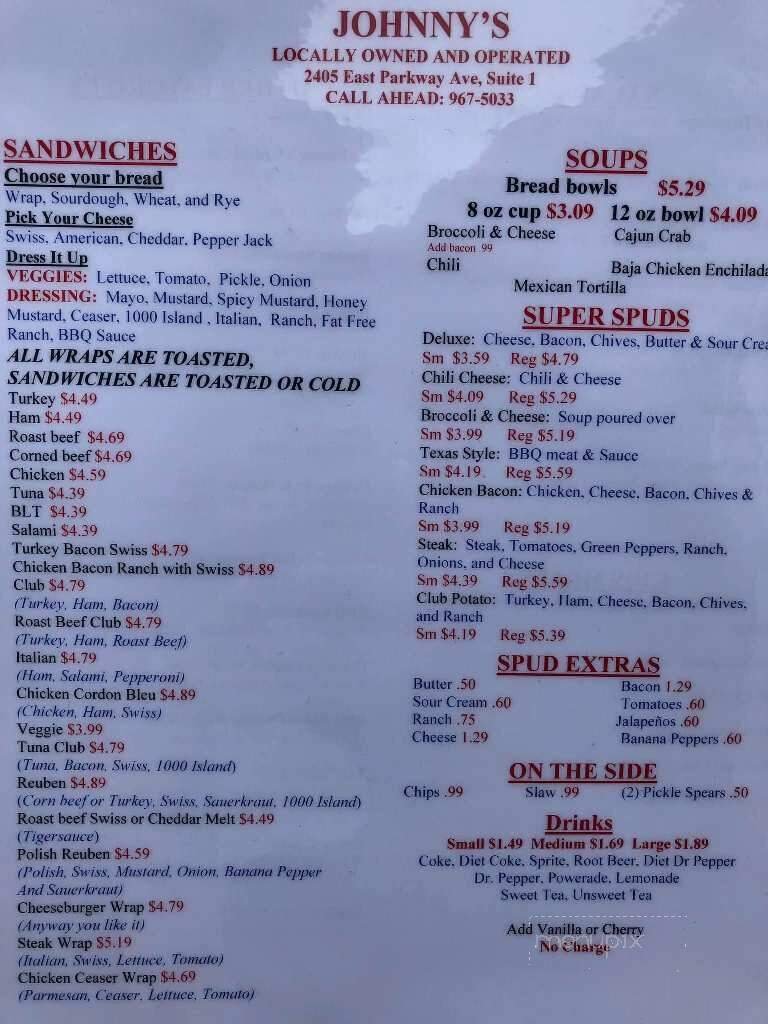 JOHNNY'S
LOCALLY OWNED AND OPERATED
2405 East Parkway Ave, Suite 1
CALL AHEAD: 967-5033
SANDWICHES
Choose your bread
Wrap, Sourdough, Wheat, and Rye
Pick Your Cheese
Swiss, American, Cheddar, Pepper Jack
Dress It Up
VEGGIES: Lettuce, Tomato, Pickle, Onion
DRESSING: Mayo, Mustard, Spicy Mustard, Honey
Mustard, Ceaser, 1000 Island , Italian, Ranch, Fat Free
Ranch, BBQ Sauce
ALL WRAPS ARE TOASTED,
SANDWICHES ARE TOASTED OR COLD
Turkey $4.49
Ham $4.49
Roast beef $4.69
Corned beef $4.69
Chicken $4.59
Tuna $4.39
BLT $4.39
Salami $4.39
Turkey Bacon Swiss $4.79
Chicken Bacon Ranch with Swiss $4.89
Club $4.79
(Turkey, Ham, Bacon)
Roast Beef Club $4.79
(Turkey, Ham, Roast Beef)
Italian $4.79
(Ham, Salami, Pepperoni)
Chicken Cordon Bleu $4.89
(Chicken, Ham, Swiss)
Veggie $3.99
Tuna Club $4.79
(Tuna, Bacon, Swiss, 1000 Island)
Reuben $4.89
(Corn beef or Turkey, Swiss, Sauerkraut, 1000 Island)
Roast beef Swiss or Cheddar Melt $4.49
(Tigersauce)
Polish Reuben $4.59
(Polish, Swiss, Mustard, Onion, Banana Pepper
And Sauerkraut)
Cheeseburger Wrap $4.79
(Anyway you like it)
Steak Wrap $5.19
(Italian, Swiss, Lettuce, Tomato)
Chicken Ceaser Wrap $4.69
(Parmesan, Ceaser, Lettuce, Tomato)
SOUPS
Bread bowls $5.29
8 oz cup $3.09 12 oz bowl $4.09
Broccoli & Cheese Cajun Crab
Add bacon .99
Chili Baja Chicken Enchilada
Mexican Tortilla
SUPER SPUDS
Deluxe: Cheese, Bacon, Chives, Butter & Sour Crea
Sm $3.59 Reg $4.79
Chili Cheese: Chili & Cheese
Sm $4.09 Reg $5.29
Broccoli & Cheese: Soup poured over
Sm $3.99 Reg $5.19
Texas Style: BBQ meat & Sauce
Sm $4.19 Reg $5.59
Chicken Bacon: Chicken, Cheese, Bacon, Chives &
Ranch
Sm $3.99 Reg $5.19
Steak: Steak, Tomatoes, Green Peppers, Ranch,
Onions, and Cheese
Sm $4.39 Reg $5.59
Club Potato: Turkey, Ham, Cheese, Bacon, Chives,
and Ranch
Sm $4.19 Reg $5.39
SPUD EXTRAS
Butter .50 Bacon 1.29
Sour Cream .60 Tomatoes .60
Ranch .75 Jalapeños .60
Cheese 1.29 Banana Peppers .60
ON THE SIDE
Chips .99 Slaw .99 (2) Pickle Spears .50
Drinks
Small $1.49 Medium $1.69 Large $1.89
Coke, Diet Coke, Sprite, Root Beer, Diet Dr Pepper
Dr. Pepper, Powerade, Lemonade
Sweet Tea, Unsweet Tea
Add Vanilla or Cherry
No Charge
menupix